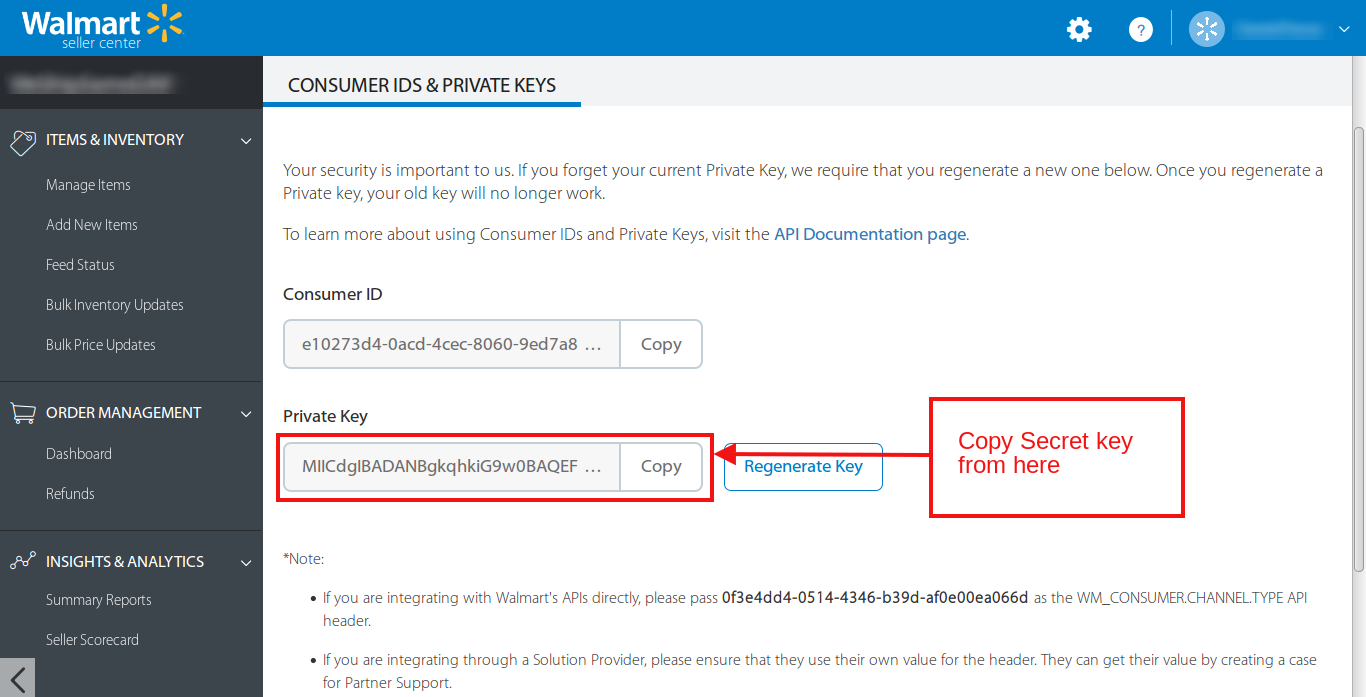 Walmart
seller center
?
CONSUMER IDS & PRIVATE KEYS
ITEMS & INVENTORY
Manage Items
Add New Items
Feed Status
Bulk Inventory Updates
Bulk Price Updates
ORDER MANAGEMENT
Dashboard
Refunds
INSIGHTS & ANALYTICS
Summary Reports
Seller Scorecard
Your security is important to us. If you forget your current Private Key, we require that you regenerate a new one below. Once you regenerate a
Private key, your old key will no longer work.
To learn more about using Consumer IDs and Private Keys, visit the API Documentation page.
Consumer ID
e10273d4-0acd-4cec-8060-9ed7a8 ... Copy
Private Key
MIICdgIBADANBgkqhkiG9w0BAQEF ... Copy
Regenerate Key
Copy Secret key
from here
*Note:
• If you are integrating with Walmart's APIs directly, please pass 0f3e4dd4-0514-4346-b39d-af0e00ea066d as the WM_CONSUMER.CHANNEL.TYPE API
header.
• If you are integrating through a Solution Provider, please ensure that they use their own value for the header. They can get their value by creating a case
for Partner Support.